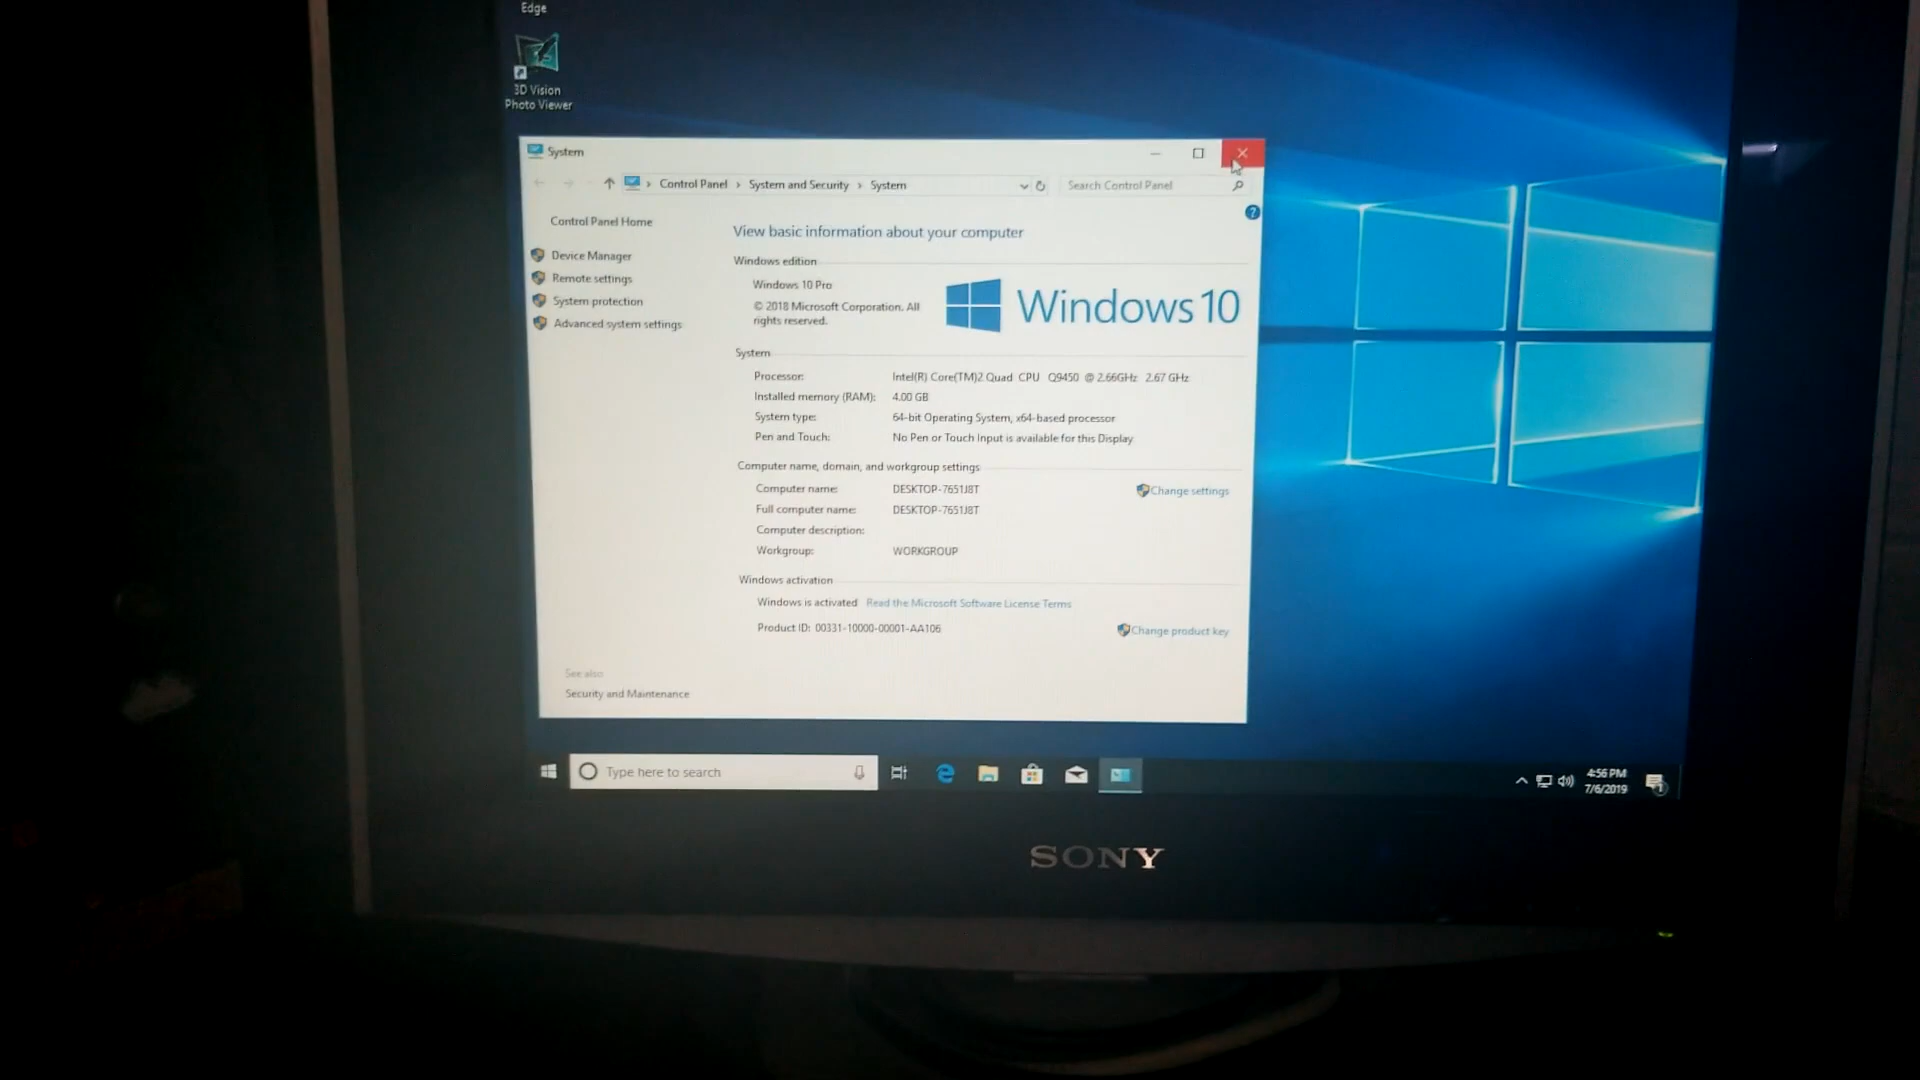 Edge
3D Vision
Photo Viewer
System
Control Panel › System and Security › System
Search Control Panel
Control Panel Home
Device Manager
Remote settings
System protection
Advanced system settings
View basic information about your computer
Windows edition
Windows 10 Pro
© 2018 Microsoft Corporation. All
rights reserved.
Windows 10
System
Processor: Intel(R) Core(TM)2 Quad CPU Q9450 @ 2.66GHz 2.67 GHz
Installed memory (RAM): 4.00 GB
System type: 64-bit Operating System, x64-based processor
Pen and Touch: No Pen or Touch Input is available for this Display
Computer name, domain, and workgroup settings
Computer name: DESKTOP-7651J8T
Change settings
Full computer name: DESKTOP-7651J8T
Computer description:
Workgroup: WORKGROUP
Windows activation
Windows is activated Read the Microsoft Software License Terms
Product ID: 00331-10000-00001-AA106
Change product key
See also
Security and Maintenance
Type here to search
4:56 PM
7/6/2019
1
SONY